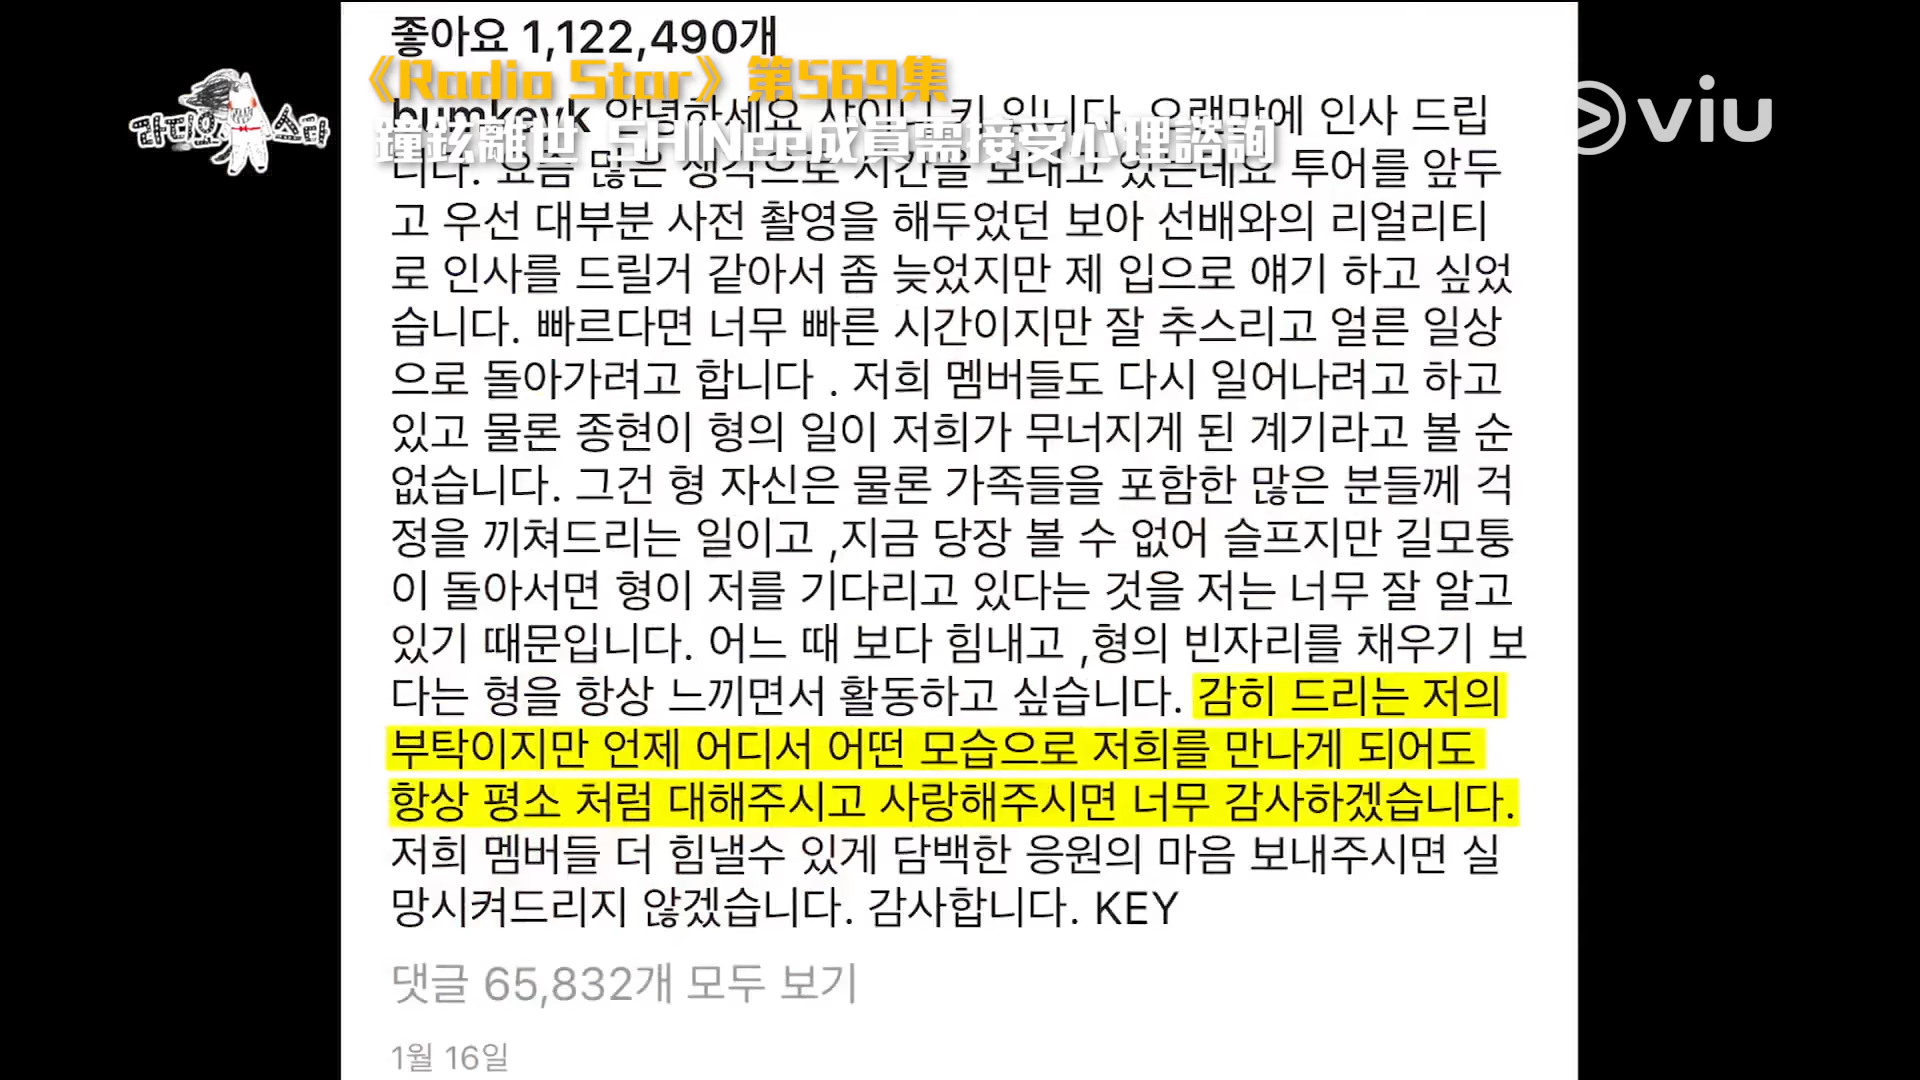 좋아요 1,122,490개
《Radio Star》第569集
bumkeyk 안녕하세요 샤이니 키 입니다. 오랜만에 인사 드립
鐘鉉離世 SHINee成員需接受心理諮詢
니다. 요즘 많은 생각으로 시간을 보내고 있는데요 투어를 앞두
고 우선 대부분 사전 촬영을 해두었던 보아 선배와의 리얼리티
로 인사를 드릴거 같아서 좀 늦었지만 제 입으로 얘기 하고 싶었
습니다. 빠르다면 너무 빠른 시간이지만 잘 추스리고 얼른 일상
으로 돌아가려고 합니다 . 저희 멤버들도 다시 일어나려고 하고
있고 물론 종현이 형의 일이 저희가 무너지게 된 계기라고 볼 순
없습니다. 그건 형 자신은 물론 가족들을 포함한 많은 분들께 걱
정을 끼쳐드리는 일이고 ,지금 당장 볼 수 없어 슬프지만 길모퉁
이 돌아서면 형이 저를 기다리고 있다는 것을 저는 너무 잘 알고
있기 때문입니다. 어느 때 보다 힘내고 ,형의 빈자리를 채우기 보
다는 형을 항상 느끼면서 활동하고 싶습니다. 감히 드리는 저의
부탁이지만 언제 어디서 어떤 모습으로 저희를 만나게 되어도
항상 평소 처럼 대해주시고 사랑해주시면 너무 감사하겠습니다.
저희 멤버들 더 힘낼수 있게 담백한 응원의 마음 보내주시면 실
망시켜드리지 않겠습니다. 감사합니다. KEY
댓글 65,832개 모두 보기
1월 16일
라디오스타
viu